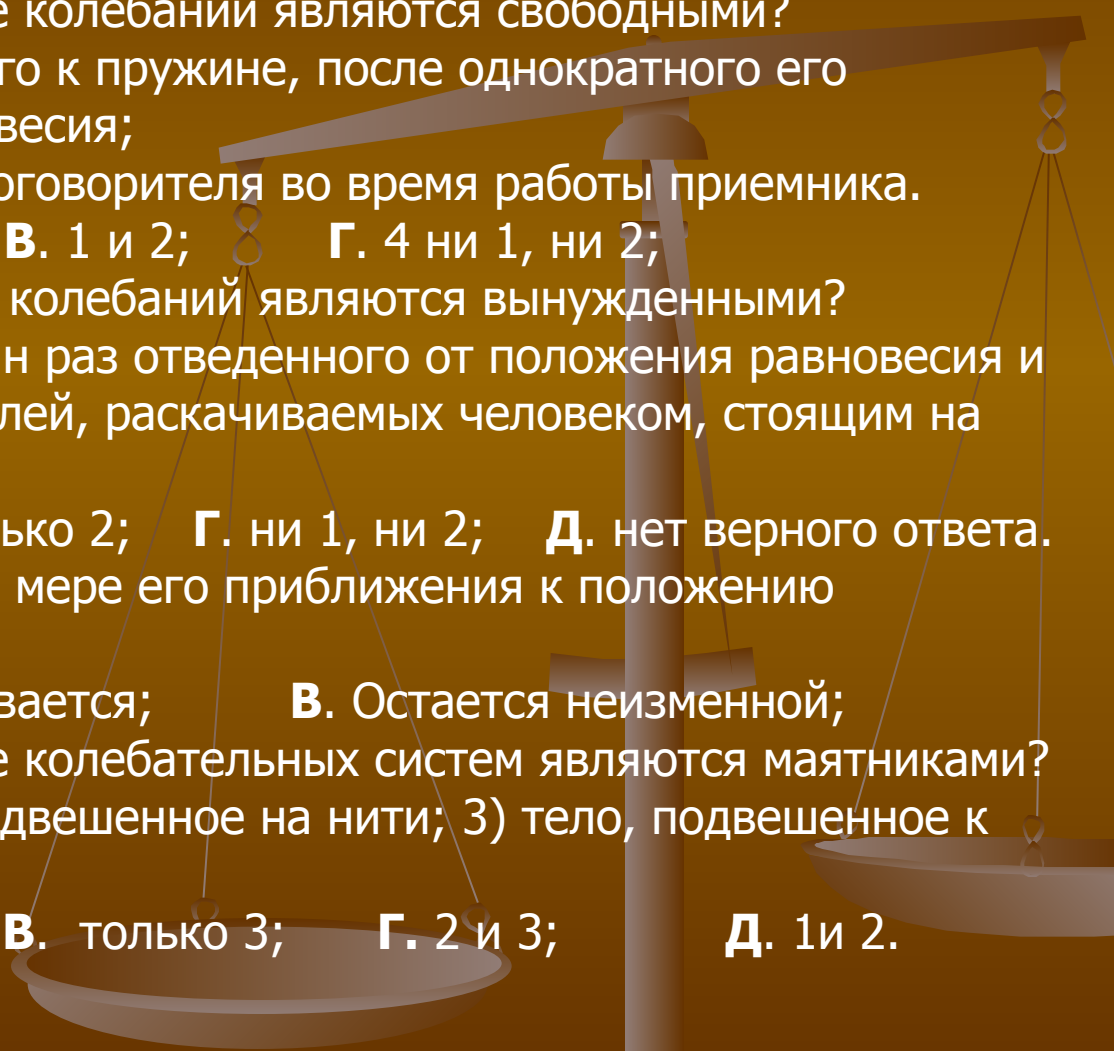 е колебаний являются свободными?
го к пружине, после однократного его
весия;
оговорителя во время работы приемника.
В. 1 и 2; Г. 4 ни 1, ни 2;
колебаний являются вынужденными?
н раз отведенного от положения равновесия и
лей, раскачиваемых человеком, стоящим на
ько 2; Г. ни 1, ни 2; Д. нет верного ответа.
мере его приближения к положению
вается; В. Остается неизменной;
е колебательных систем являются маятниками?
двешенное на нити; 3) тело, подвешенное к
В. только 3; Г. 2 и 3; Д. 1и 2.